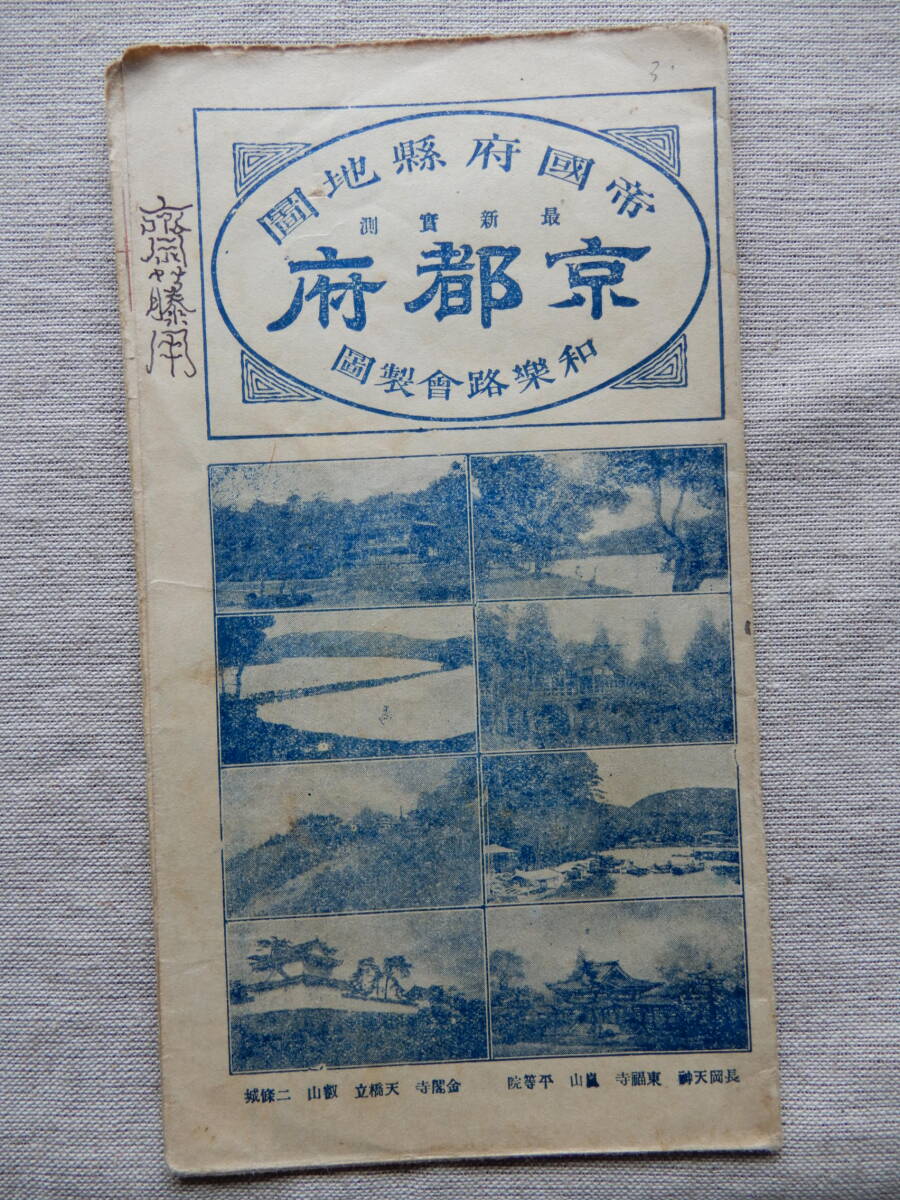 帝國府縣地圖
最新實測
京都府
和樂路會製圖
長岡天神 東福寺 嵐山 平等院 金閣寺 天橋立 叡山 二條城
3.